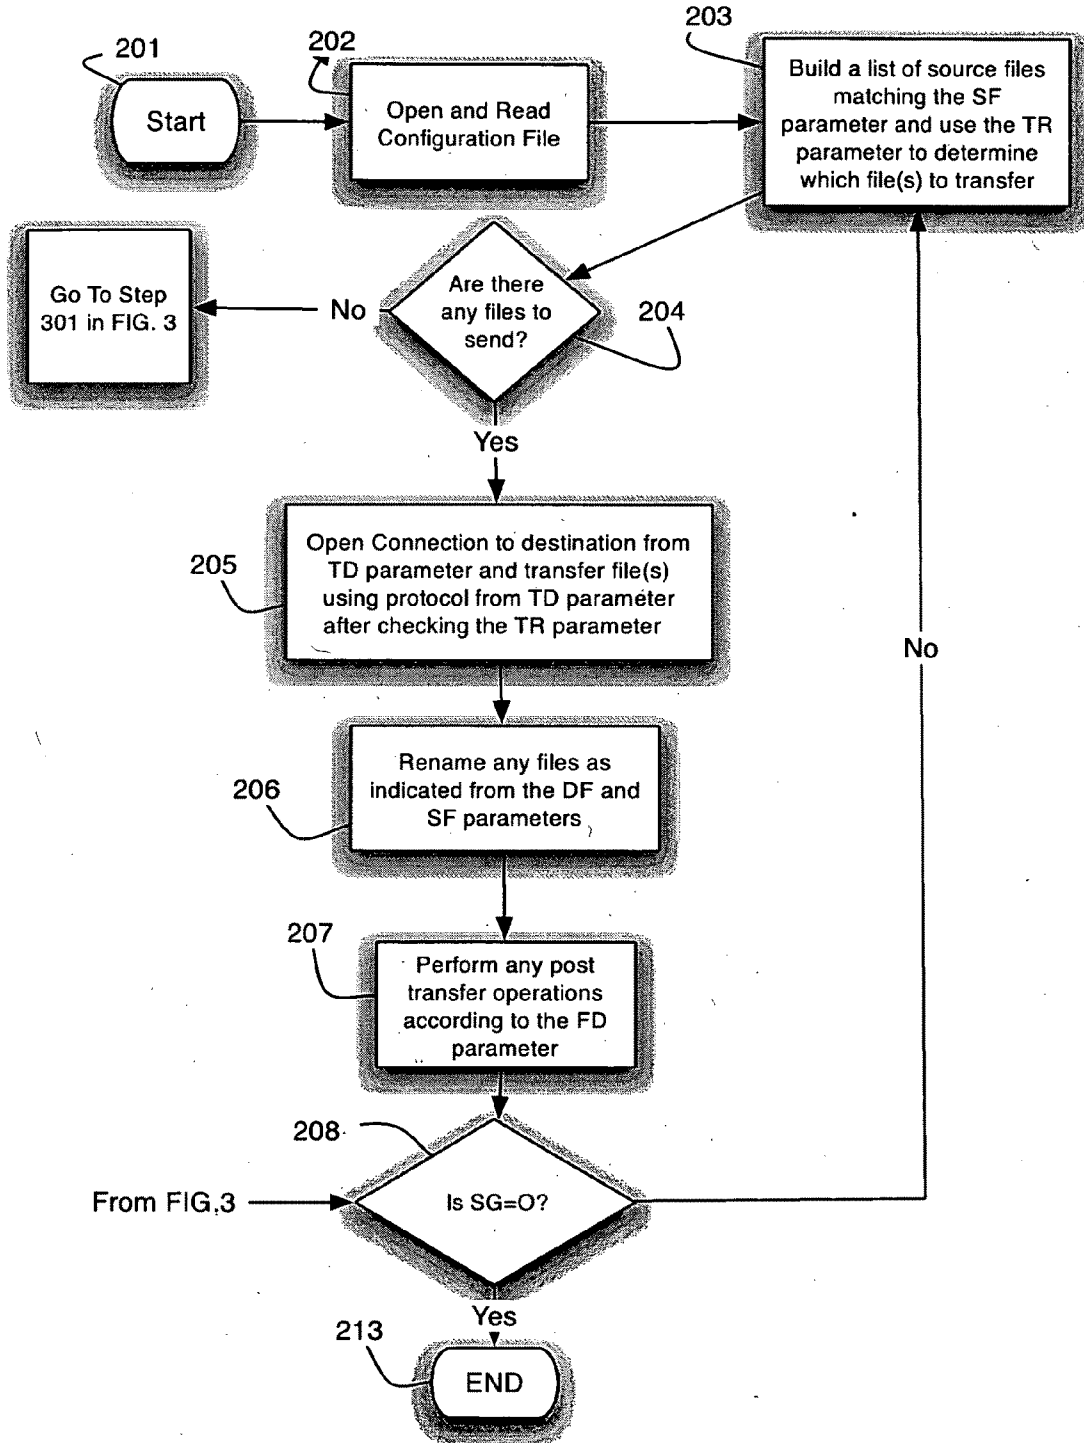 201
Start
202
Open and Read
Configuration File
203
Build a list of source files
matching the SF
parameter and use the TR
parameter to determine
which file(s) to transfer
Go To Step
301 in FIG. 3
No
Are there
any files to
send?
204
Yes
205
Open Connection to destination from
TD parameter and transfer file(s)
using protocol from TD parameter
after checking the TR parameter
No
206
Rename any files as
indicated from the DF and
SF parameters
207
Perform any post
transfer operations
according to the FD
parameter
208
From FIG.3
Is SG=O?
Yes
213
END